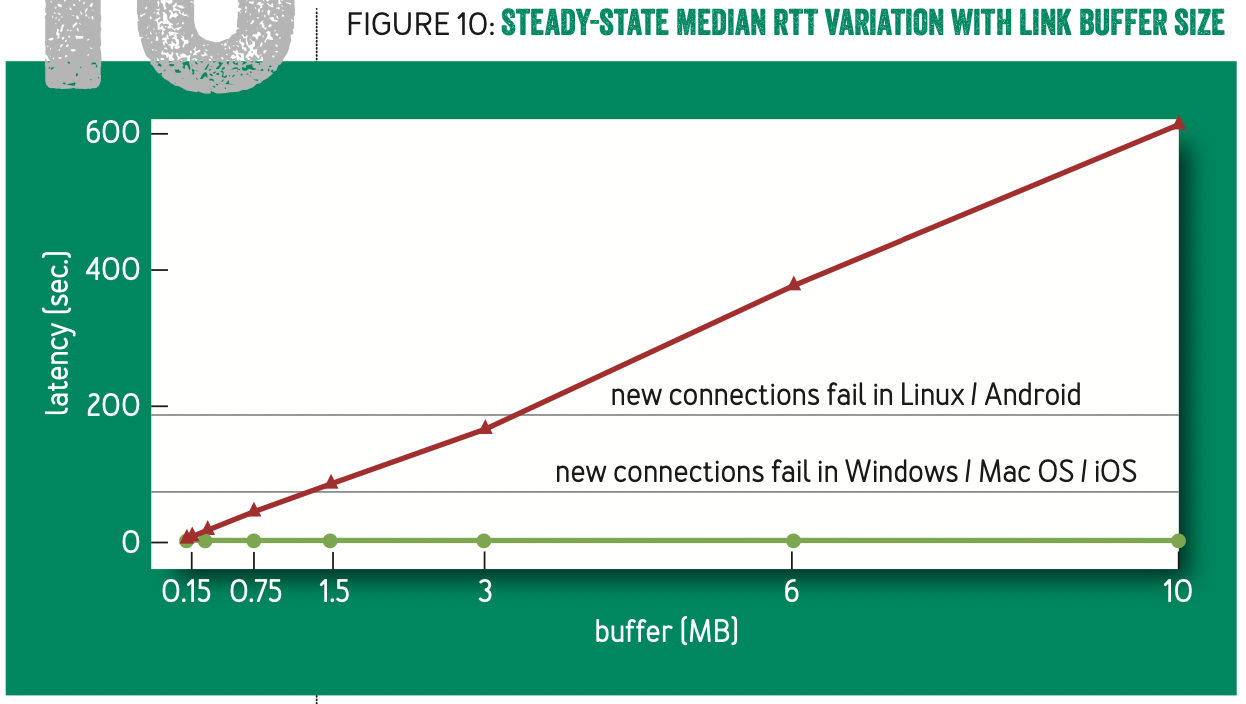 10
FIGURE 10: STEADY-STATE MEDIAN RTT VARIATION WITH LINK BUFFER SIZE
600
400
200
0
latency (sec.)
new connections fail in Linux / Android
new connections fail in Windows / Mac OS / iOS
0.15 0.75 1.5 3 6 10
buffer (MB)